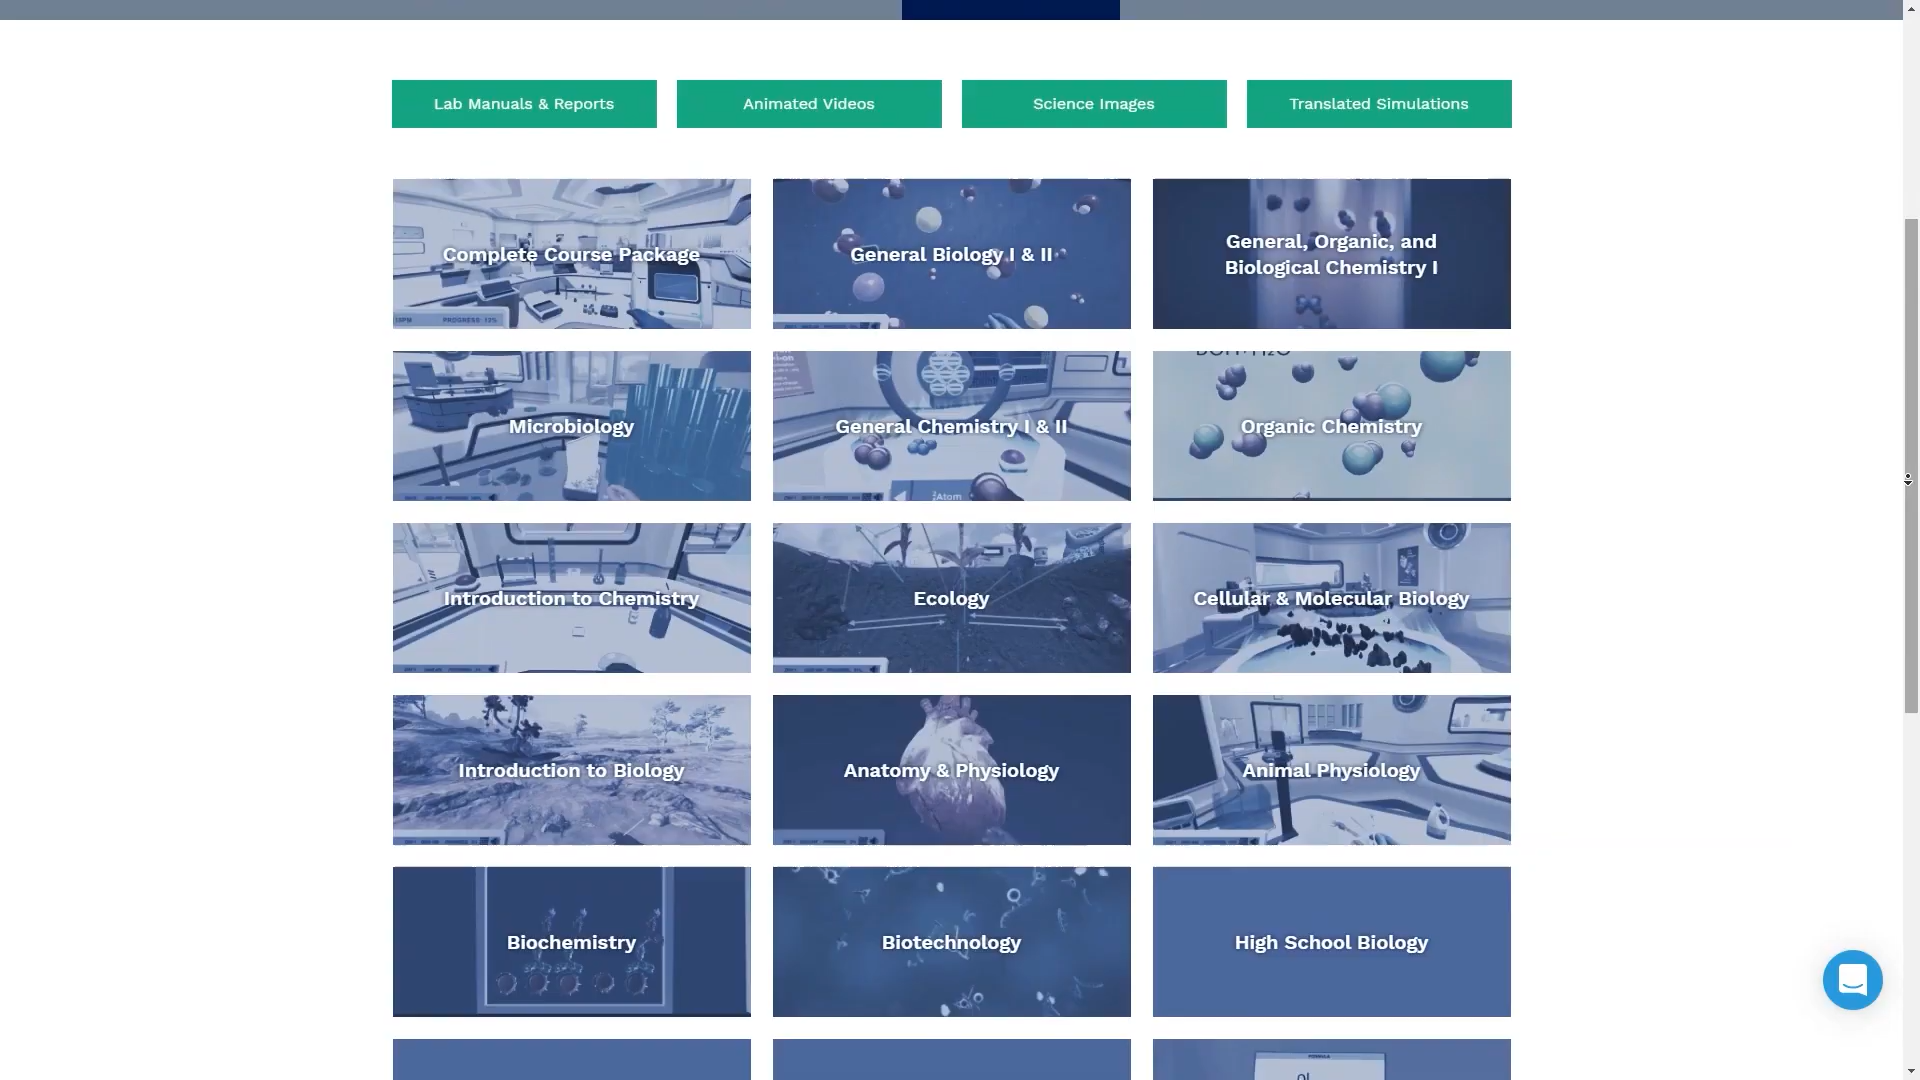 Lab Manuals & Reports
Animated Videos
Science Images
Translated Simulations
Complete Course Package
General Biology I & II
General, Organic, and
Biological Chemistry I
Microbiology
General Chemistry I & II
Organic Chemistry
Introduction to Chemistry
Ecology
Cellular & Molecular Biology
Introduction to Biology
Anatomy & Physiology
Animal Physiology
Biochemistry
Biotechnology
High School Biology